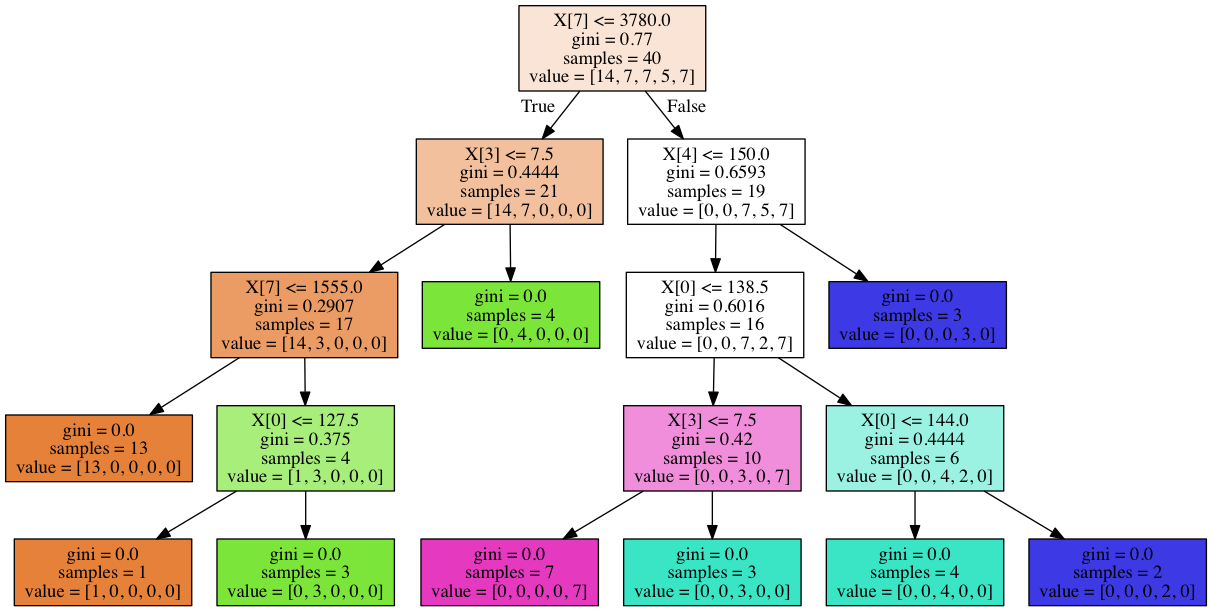 X[7] <= 3780.0
gini = 0.77
samples = 40
value = [14, 7, 7, 5, 7]
True
False
X[3] <= 7.5
gini = 0.4444
samples = 21
value = [14, 7, 0, 0, 0]
X[4] <= 150.0
gini = 0.6593
samples = 19
value = [0, 0, 7, 5, 7]
X[7] <= 1555.0
gini = 0.2907
samples = 17
value = [14, 3, 0, 0, 0]
gini = 0.0
samples = 4
value = [0, 4, 0, 0, 0]
X[0] <= 138.5
gini = 0.6016
samples = 16
value = [0, 0, 7, 2, 7]
gini = 0.0
samples = 3
value = [0, 0, 0, 3, 0]
gini = 0.0
samples = 13
value = [13, 0, 0, 0, 0]
X[0] <= 127.5
gini = 0.375
samples = 4
value = [1, 3, 0, 0, 0]
X[3] <= 7.5
gini = 0.42
samples = 10
value = [0, 0, 3, 0, 7]
X[0] <= 144.0
gini = 0.4444
samples = 6
value = [0, 0, 4, 2, 0]
gini = 0.0
samples = 1
value = [1, 0, 0, 0, 0]
gini = 0.0
samples = 3
value = [0, 3, 0, 0, 0]
gini = 0.0
samples = 7
value = [0, 0, 0, 0, 7]
gini = 0.0
samples = 3
value = [0, 0, 3, 0, 0]
gini = 0.0
samples = 4
value = [0, 0, 4, 0, 0]
gini = 0.0
samples = 2
value = [0, 0, 0, 2, 0]